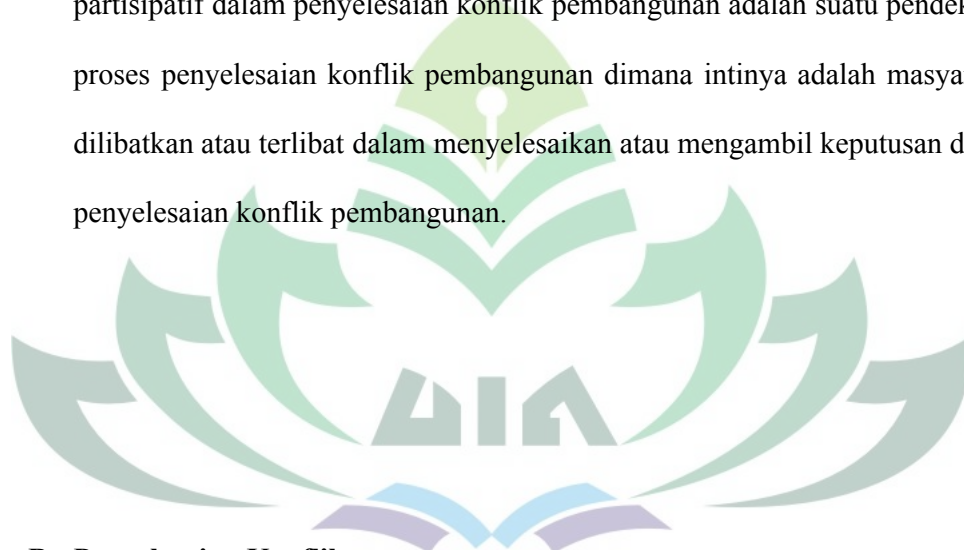 partisipatif dalam penyelesaian konflik pembangunan adalah suatu
proses penyelesaian konflik pembangunan dimana intinya adalah
dilibatkan atau terlibat dalam menyelesaikan atau mengambil keputusan
penyelesaian konflik pembangunan.
UIN